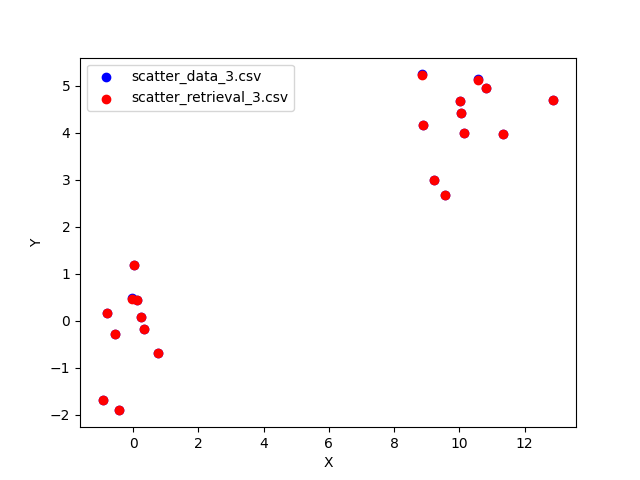 scatter_data_3.csv
scatter_retrieval_3.csv
5
4
3
2
1
0
−1
−2
Y
0 2 4 6 8 10 12
X